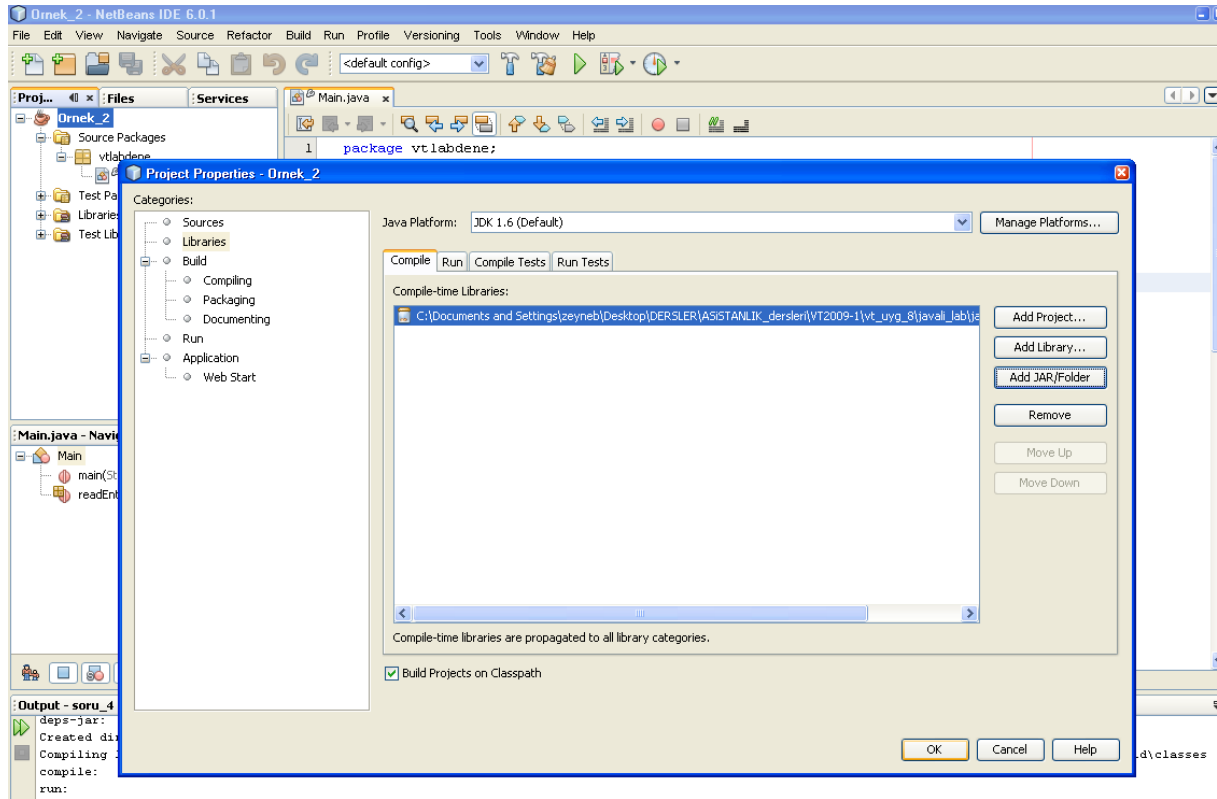 Ornek_2 - NetBeans IDE 6.0.1
File Edit View Navigate Source Refactor Build Run Profile Versioning Tools Window Help
<default config>
Proj... Files Services
Main.java
Ornek_2
Source Packages
vtlabdene
1 package vtlabdene;
Project Properties - Ornek_2
Test Pa
Libraries
Test Lib
Categories:
Sources
Libraries
Build
Compiling
Packaging
Documenting
Run
Application
Web Start
Java Platform: JDK 1.6 (Default) Manage Platforms...
Compile Run Compile Tests Run Tests
Compile-time Libraries:
C:\Documents and Settings\zeyneb\Desktop\DERSLER\ASiSTANLIK_dersleri\VT2009-1\vt_uyg_8\javali_lab\ja
Add Project...
Add Library...
Add JAR/Folder
Remove
Move Up
Move Down
Compile-time libraries are propagated to all library categories.
Build Projects on Classpath
OK Cancel Help
Main.java - Navi
Main
main(St
readEnt
Output - soru_4
deps-jar:
Created di
Compiling d\classes
compile:
run: